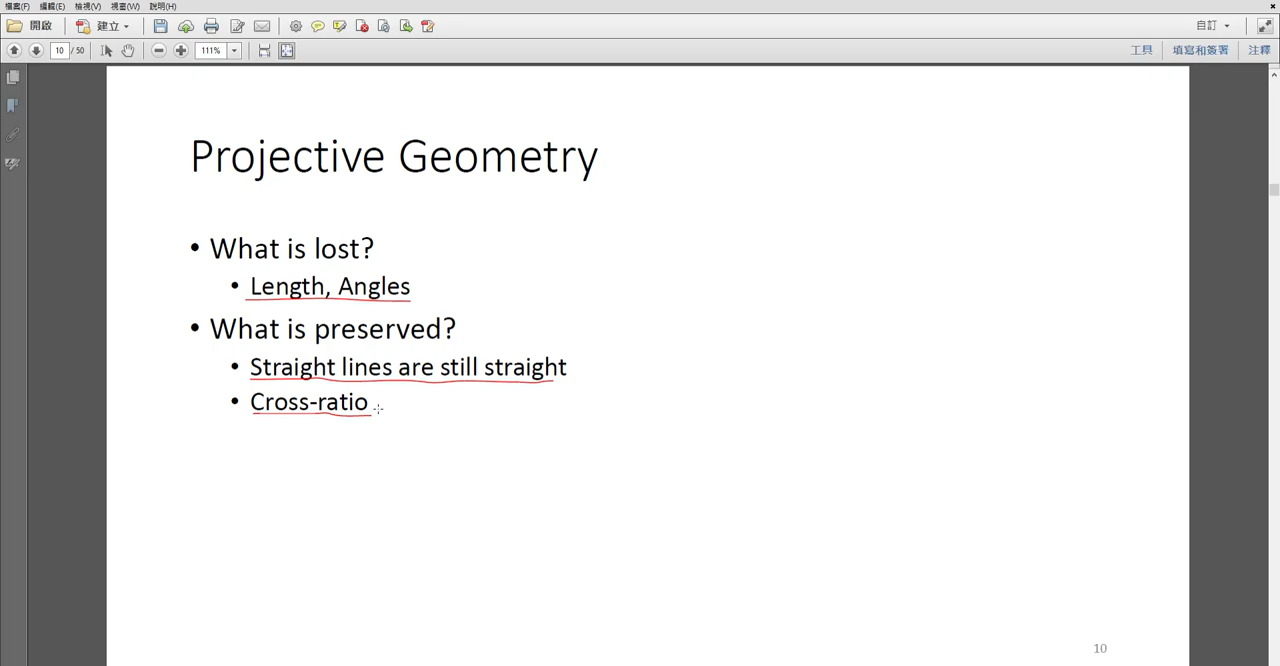 檔案(F) 編輯(E) 檢視(V) 視窗(W) 說明(H)
開啟 建立 自訂
10 / 50 111% 工具 填寫和簽署 注釋
Projective Geometry
• What is lost?
• Length, Angles
• What is preserved?
• Straight lines are still straight
• Cross-ratio
10